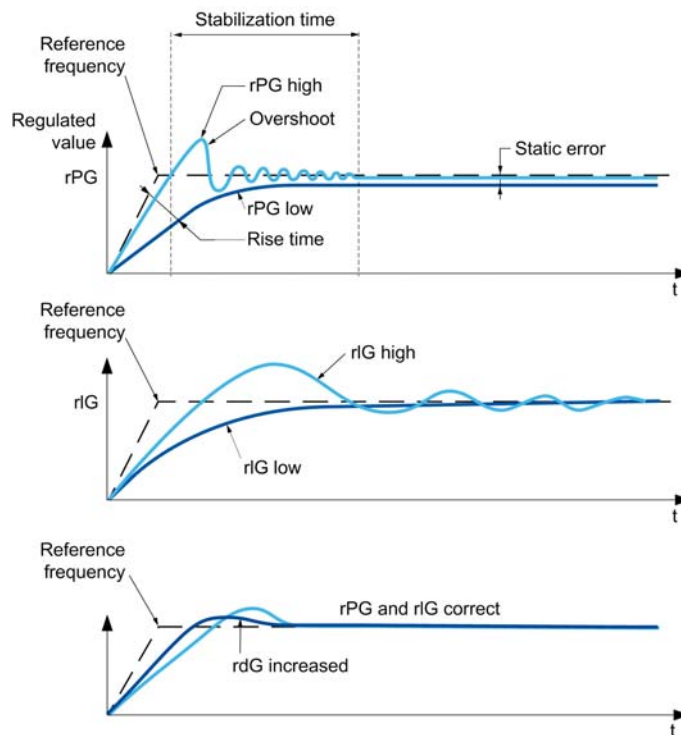 Stabilization time
Reference
frequency
rPG high
Overshoot
Regulated
value
rPG
Static error
rPG low
Rise time
t
Reference
frequency
rIG high
rIG
rIG low
t
Reference
frequency
rPG and rIG correct
rdG increased
t